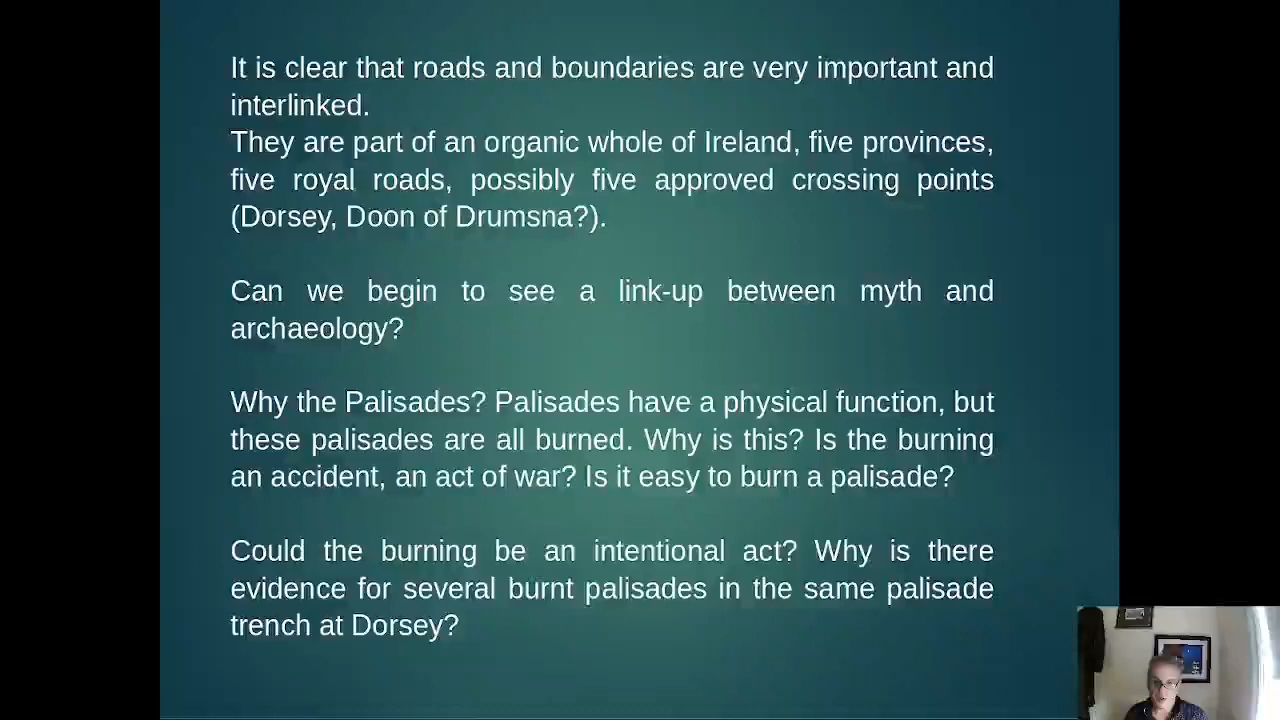 It is clear that roads and boundaries are very important and
interlinked.
They are part of an organic whole of Ireland, five provinces,
five royal roads, possibly five approved crossing points
(Dorsey, Doon of Drumsna?).
Can we begin to see a link-up between myth and
archaeology?
Why the Palisades? Palisades have a physical function, but
these palisades are all burned. Why is this? Is the burning
an accident, an act of war? Is it easy to burn a palisade?
Could the burning be an intentional act? Why is there
evidence for several burnt palisades in the same palisade
trench at Dorsey?